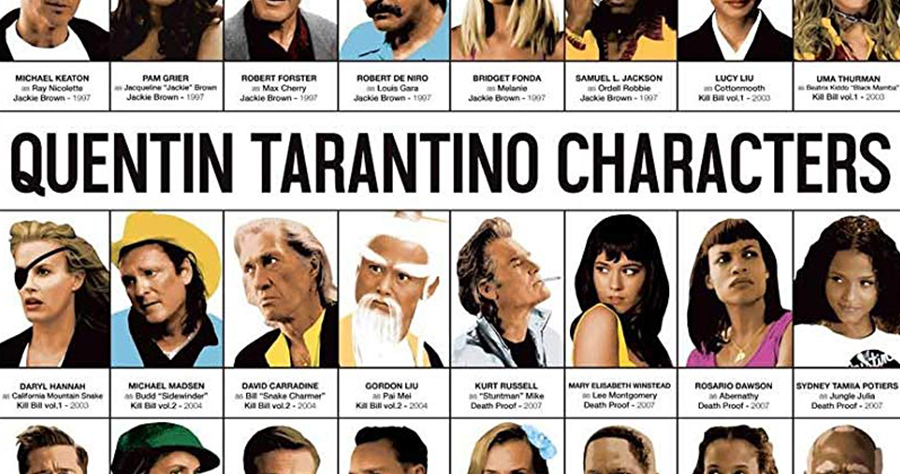 MICHAEL KEATON
as Ray Nicolette
Jackie Brown - 1997
PAM GRIER
as Jacqueline "Jackie" Brown
Jackie Brown - 1997
ROBERT FORSTER
as Max Cherry
Jackie Brown - 1997
ROBERT DE NIRO
as Louis Gara
Jackie Brown - 1997
BRIDGET FONDA
as Melanie
Jackie Brown - 1997
SAMUEL L. JACKSON
as Ordell Robbie
Jackie Brown - 1997
LUCY LIU
as Cottonmouth
Kill Bill vol.1 - 2003
UMA THURMAN
as Beatrix Kiddo "Black Mamba"
Kill Bill vol.1 - 2003
QUENTIN TARANTINO CHARACTERS
DARYL HANNAH
as California Mountain Snake
Kill Bill vol.1 - 2003
MICHAEL MADSEN
as Budd "Sidewinder"
Kill Bill vol.2 - 2004
DAVID CARRADINE
as Bill "Snake Charmer"
Kill Bill vol.2 - 2004
GORDON LIU
as Pai Mei
Kill Bill vol.2 - 2004
KURT RUSSELL
as "Stuntman" Mike
Death Proof - 2007
MARY ELISABETH WINSTEAD
as Lee Montgomery
Death Proof - 2007
ROSARIO DAWSON
as Abernathy
Death Proof - 2007
SYDNEY TAMIIA POTIERS
as Jungle Julia
Death Proof - 2007